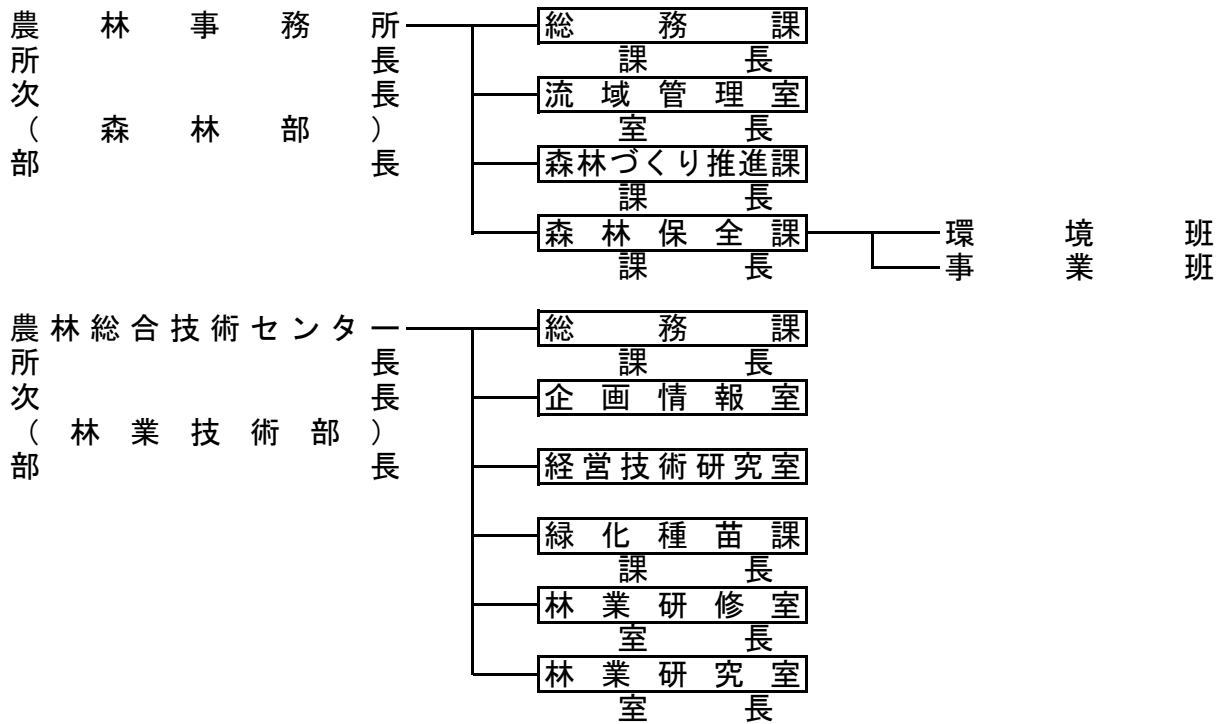 農林事務所
所長
次長
(森林部)
部長
総務課
課長
流域管理室
室長
森林づくり推進課
課長
森林保全課
課長
環境班
事業班
農林総合技術センター
所長
次長
(林業技術部)
部長
総務課
課長
企画情報室
経営技術研究室
緑化種苗課
課長
林業研修室
室長
林業研究室
室長